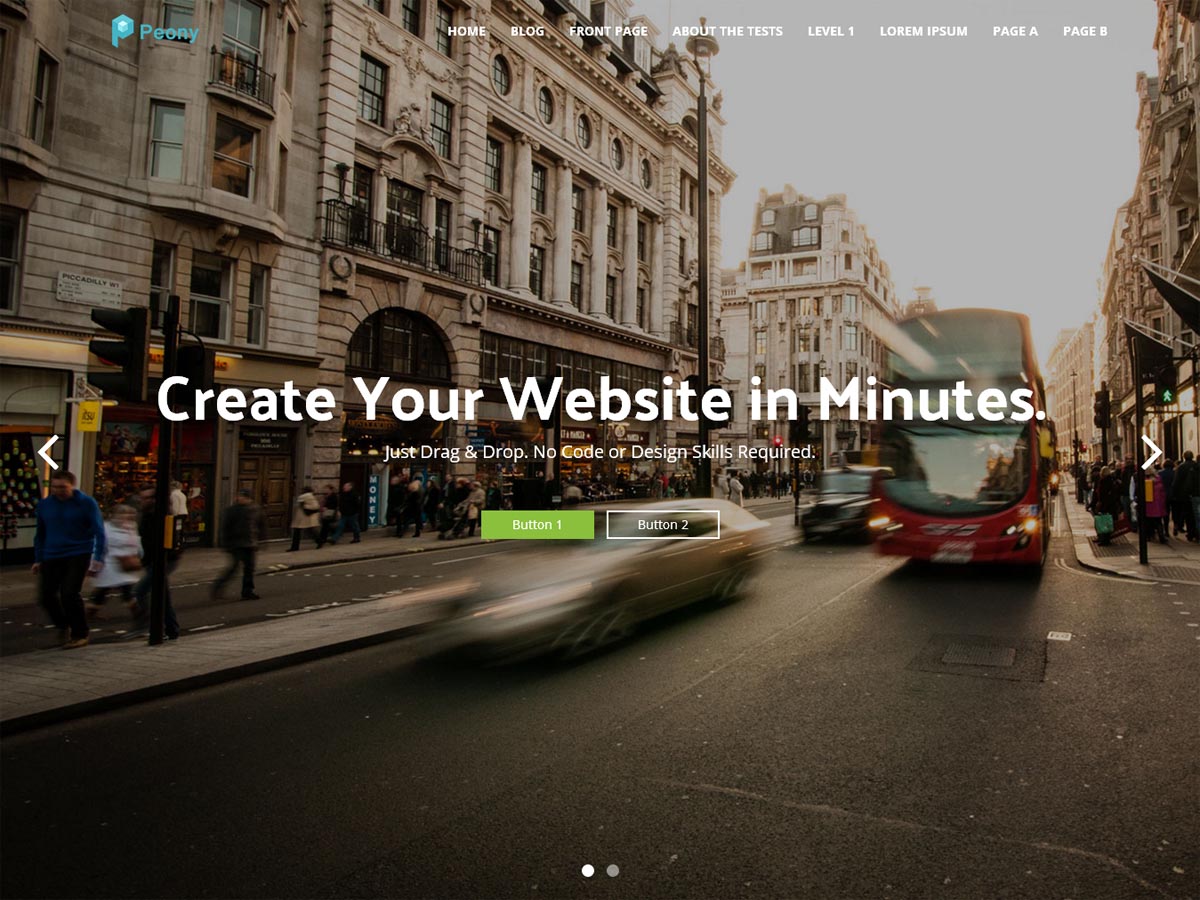 Peony
HOME BLOG FRONT PAGE ABOUT THE TESTS LEVEL 1 LOREM IPSUM PAGE A PAGE B
PICCADILLY W1
Create Your Website in Minutes.
Just Drag & Drop. No Code or Design Skills Required.
MONEY
Button 1 Button 2